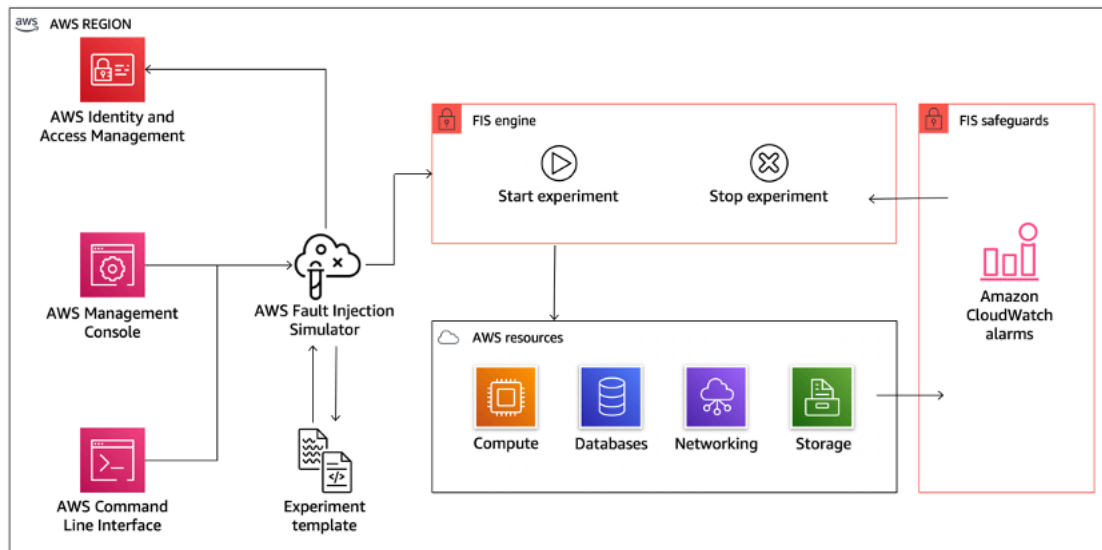 aws AWS REGION
AWS Identity and
Access Management
FIS engine
FIS safeguards
Start experiment
Stop experiment
AWS Management
Console
AWS Fault Injection
Simulator
Amazon
CloudWatch
alarms
AWS resources
Compute
Databases
Networking
Storage
AWS Command
Line Interface
Experiment
template